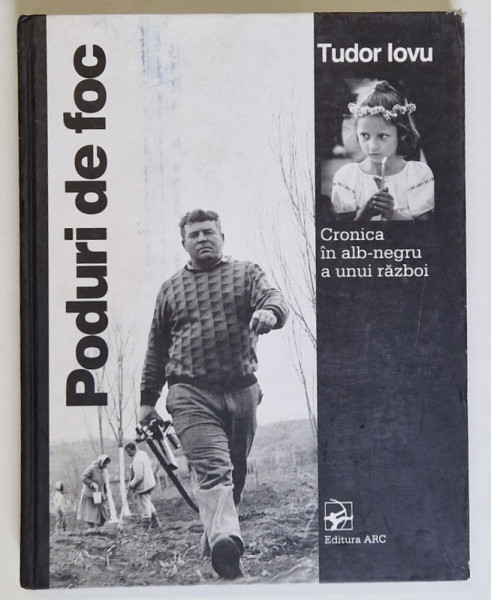 Poduri de foc
Tudor Iovu
Cronica
în alb-negru
a unui război
Editura ARC